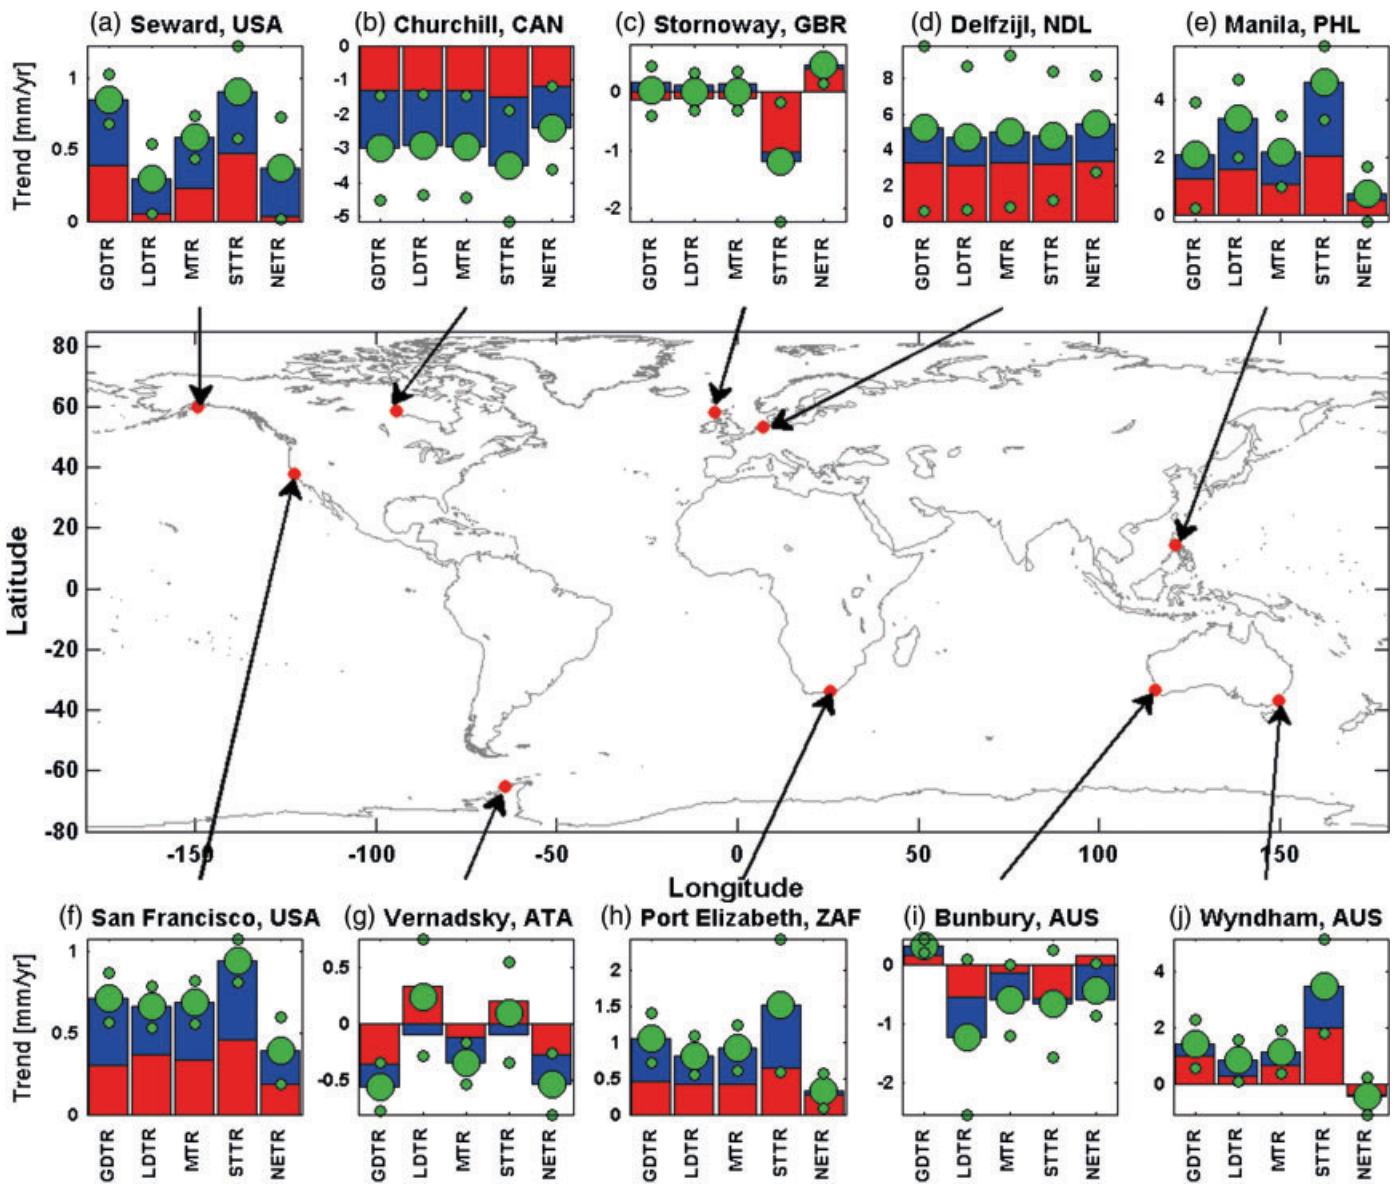 (a) Seward, USA
(b) Churchill, CAN
(c) Stornoway, GBR
(d) Delfzijl, NDL
(e) Manila, PHL
Trend [mm/yr]
1
0.5
0
0
-1
-2
-3
-4
-5
0
-1
-2
8
6
4
2
0
4
2
0
GDTR LDTR MTR STTR NETR
GDTR LDTR MTR STTR NETR
GDTR LDTR MTR STTR NETR
GDTR LDTR MTR STTR NETR
GDTR LDTR MTR STTR NETR
Latitude
80
60
40
20
0
-20
-40
-60
-80
-150 -100 -50 0 50 100 150
Longitude
(f) San Francisco, USA
(g) Vernadsky, ATA
(h) Port Elizabeth, ZAF
(i) Bunbury, AUS
(j) Wyndham, AUS
Trend [mm/yr]
1
0.5
0
0.5
0
-0.5
2
1.5
1
0.5
0
0
-1
-2
4
2
0
GDTR LDTR MTR STTR NETR
GDTR LDTR MTR STTR NETR
GDTR LDTR MTR STTR NETR
GDTR LDTR MTR STTR NETR
GDTR LDTR MTR STTR NETR